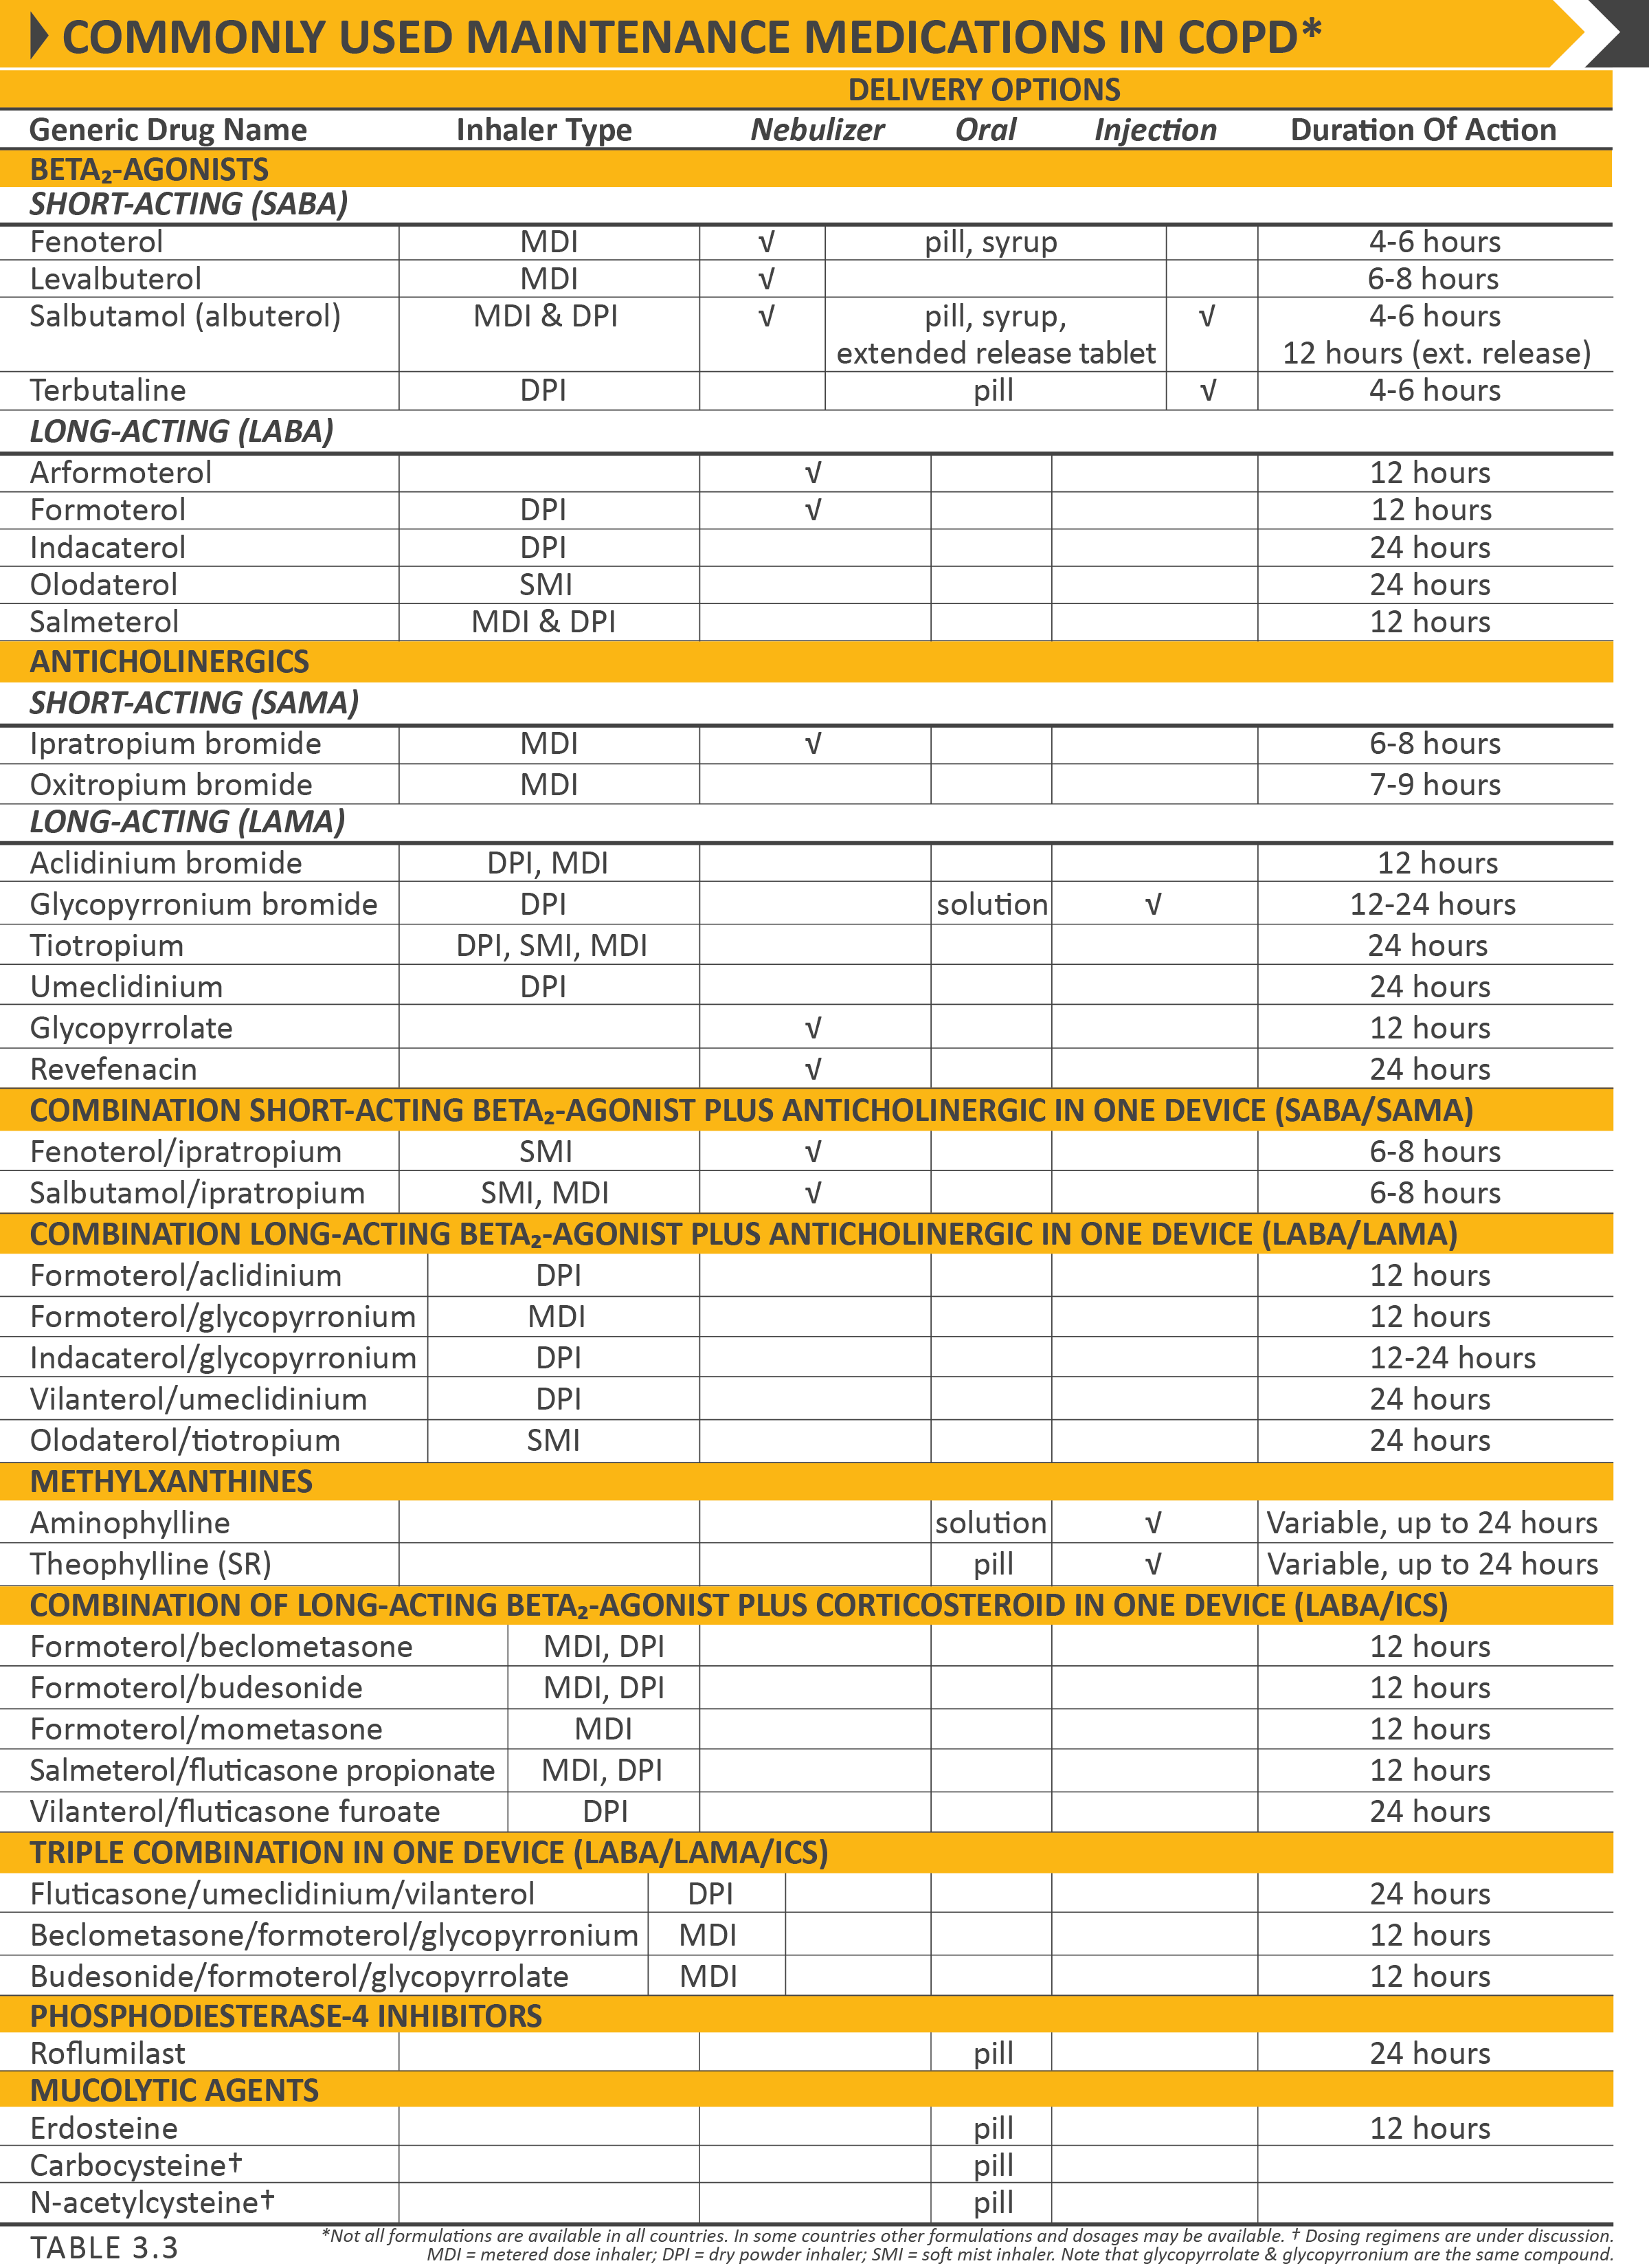 COMMONLY USED MAINTENANCE MEDICATIONS IN COPD*
DELIVERY OPTIONS
Generic Drug Name Inhaler Type Nebulizer Oral Injection Duration Of Action
BETA₂-AGONISTS
SHORT-ACTING (SABA)
Fenoterol MDI √ pill, syrup 4-6 hours
Levalbuterol MDI √ 6-8 hours
Salbutamol (albuterol) MDI & DPI √ pill, syrup, √ 4-6 hours
extended release tablet 12 hours (ext. release)
Terbutaline DPI pill √ 4-6 hours
LONG-ACTING (LABA)
Arformoterol √ 12 hours
Formoterol DPI √ 12 hours
Indacaterol DPI 24 hours
Olodaterol SMI 24 hours
Salmeterol MDI & DPI 12 hours
ANTICHOLINERGICS
SHORT-ACTING (SAMA)
Ipratropium bromide MDI √ 6-8 hours
Oxitropium bromide MDI 7-9 hours
LONG-ACTING (LAMA)
Aclidinium bromide DPI, MDI 12 hours
Glycopyrronium bromide DPI solution √ 12-24 hours
Tiotropium DPI, SMI, MDI 24 hours
Umeclidinium DPI 24 hours
Glycopyrrolate √ 12 hours
Revefenacin √ 24 hours
COMBINATION SHORT-ACTING BETA₂-AGONIST PLUS ANTICHOLINERGIC IN ONE DEVICE (SABA/SAMA)
Fenoterol/ipratropium SMI √ 6-8 hours
Salbutamol/ipratropium SMI, MDI √ 6-8 hours
COMBINATION LONG-ACTING BETA₂-AGONIST PLUS ANTICHOLINERGIC IN ONE DEVICE (LABA/LAMA)
Formoterol/aclidinium DPI 12 hours
Formoterol/glycopyrronium MDI 12 hours
Indacaterol/glycopyrronium DPI 12-24 hours
Vilanterol/umeclidinium DPI 24 hours
Olodaterol/tiotropium SMI 24 hours
METHYLXANTHINES
Aminophylline solution √ Variable, up to 24 hours
Theophylline (SR) pill √ Variable, up to 24 hours
COMBINATION OF LONG-ACTING BETA₂-AGONIST PLUS CORTICOSTEROID IN ONE DEVICE (LABA/ICS)
Formoterol/beclometasone MDI, DPI 12 hours
Formoterol/budesonide MDI, DPI 12 hours
Formoterol/mometasone MDI 12 hours
Salmeterol/fluticasone propionate MDI, DPI 12 hours
Vilanterol/fluticasone furoate DPI 24 hours
TRIPLE COMBINATION IN ONE DEVICE (LABA/LAMA/ICS)
Fluticasone/umeclidinium/vilanterol DPI 24 hours
Beclometasone/formoterol/glycopyrronium MDI 12 hours
Budesonide/formoterol/glycopyrrolate MDI 12 hours
PHOSPHODIESTERASE-4 INHIBITORS
Roflumilast pill 24 hours
MUCOLYTIC AGENTS
Erdosteine pill 12 hours
Carbocysteine† pill
N-acetylcysteine† pill
TABLE 3.3
*Not all formulations are available in all countries. In some countries other formulations and dosages may be available. † Dosing regimens are under discussion.
MDI = metered dose inhaler; DPI = dry powder inhaler; SMI = soft mist inhaler. Note that glycopyrrolate & glycopyrronium are the same compound.